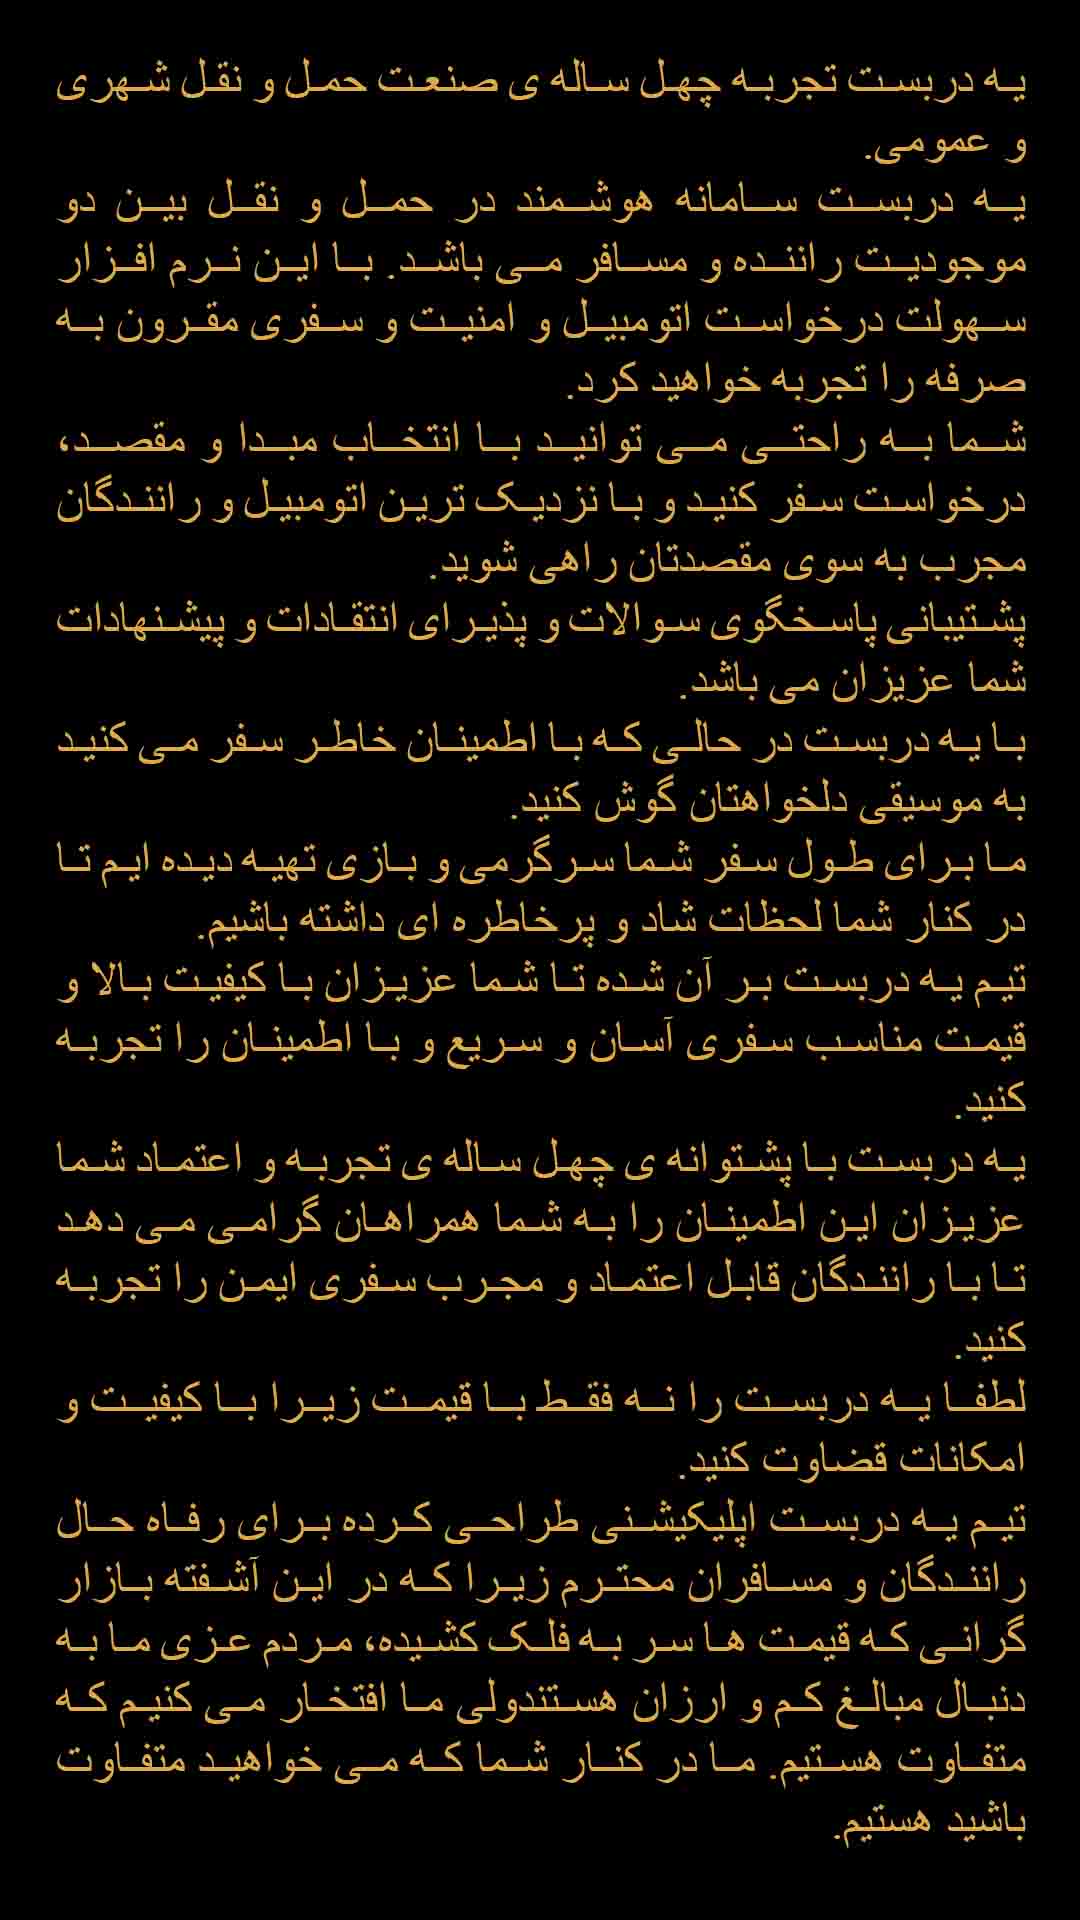 یه دربست تجربه چهل ساله ی صنعت حمل و نقل شهری
و عمومی.
یه دربست سامانه هوشمند در حمل و نقل بین دو
موجودیت راننده و مسافر می باشد. با این نرم افزار
سهولت درخواست اتومبیل و امنیت و سفری مقرون به
صرفه را تجربه خواهید کرد.
شما به راحتی می توانید با انتخاب مبدا و مقصد،
درخواست سفر کنید و با نزدیک ترین اتومبیل و رانندگان
مجرب به سوی مقصدتان راهی شوید.
پشتیبانی پاسخگوی سوالات و پذیرای انتقادات و پیشنهادات
شما عزیزان می باشد.
با یه دربست در حالی که با اطمینان خاطر سفر می کنید
به موسیقی دلخواهتان گوش کنید.
ما برای طول سفر شما سرگرمی و بازی تهیه دیده ایم تا
در کنار شما لحظات شاد و پرخاطره ای داشته باشیم.
تیم یه دربست بر آن شده تا شما عزیزان با کیفیت بالا و
قیمت مناسب سفری آسان و سریع و با اطمینان را تجربه
کنید.
یه دربست با پشتوانه ی چهل ساله ی تجربه و اعتماد شما
عزیزان این اطمینان را به شما همراهان گرامی می دهد
تا با رانندگان قابل اعتماد و مجرب سفری ایمن را تجربه
کنید.
لطفا یه دربست را نه فقط با قیمت زیرا با کیفیت و
امکانات قضاوت کنید.
تیم یه دربست اپلیکیشنی طراحی کرده برای رفاه حال
رانندگان و مسافران محترم زیرا که در این آشفته بازار
گرانی که قیمت ها سر به فلک کشیده، مردم عزی ما به
دنبال مبالغ کم و ارزان هستندولی ما افتخار می کنیم که
متفاوت هستیم. ما در کنار شما که می خواهید متفاوت
باشید هستیم.